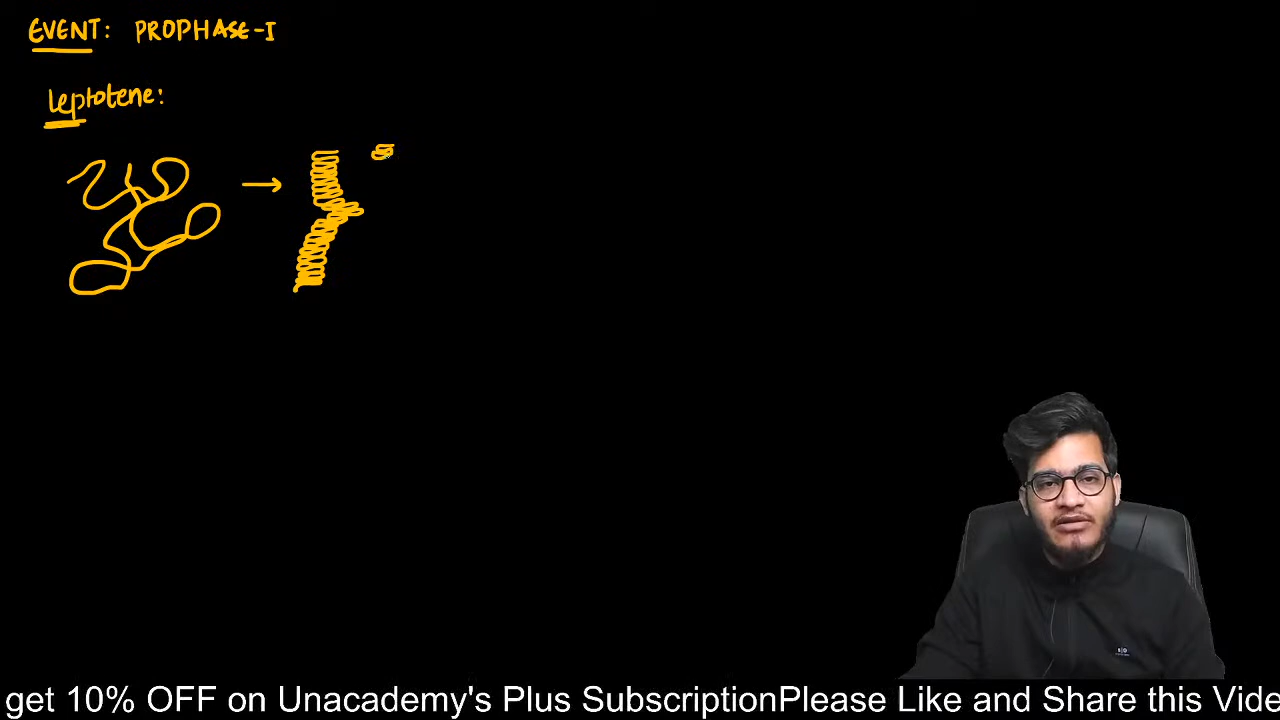 EVENT: PROPHASE-I
Leptotene:
get 10% OFF on Unacademy's Plus SubscriptionPlease Like and Share this Vide